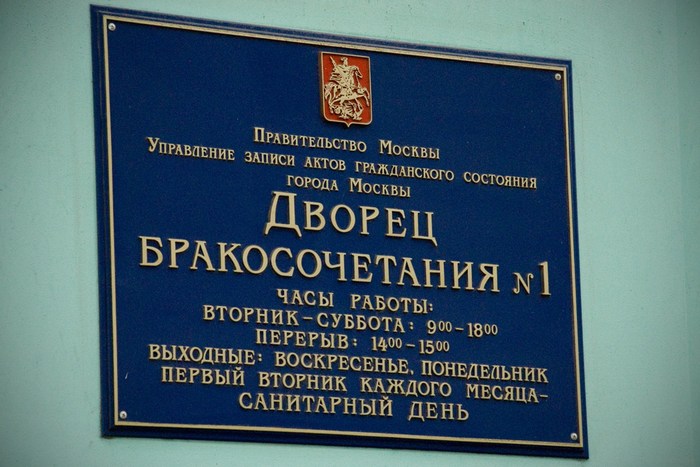 Правительство Москвы
Управление записи актов гражданского состояния
города Москвы
Дворец
бракосочетания №1
часы работы:
вторник – суббота: 9⁰⁰ – 18⁰⁰
перерыв: 14⁰⁰ – 15⁰⁰
выходные: воскресенье, понедельник
первый вторник каждого месяца –
санитарный день